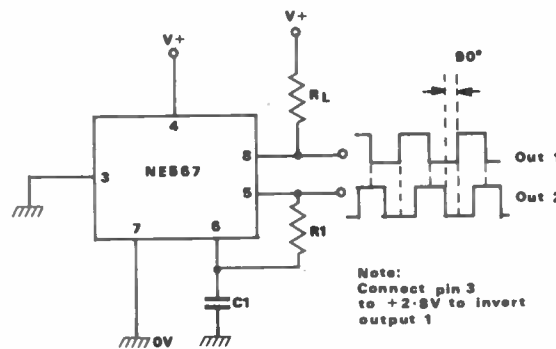 V+
V+
90°
RL
4
8
Out 1
3
NE567
5
Out 2
7
6
R1
C1
0V
Note:
Connect pin 3
to +2·8V to invert
output 1